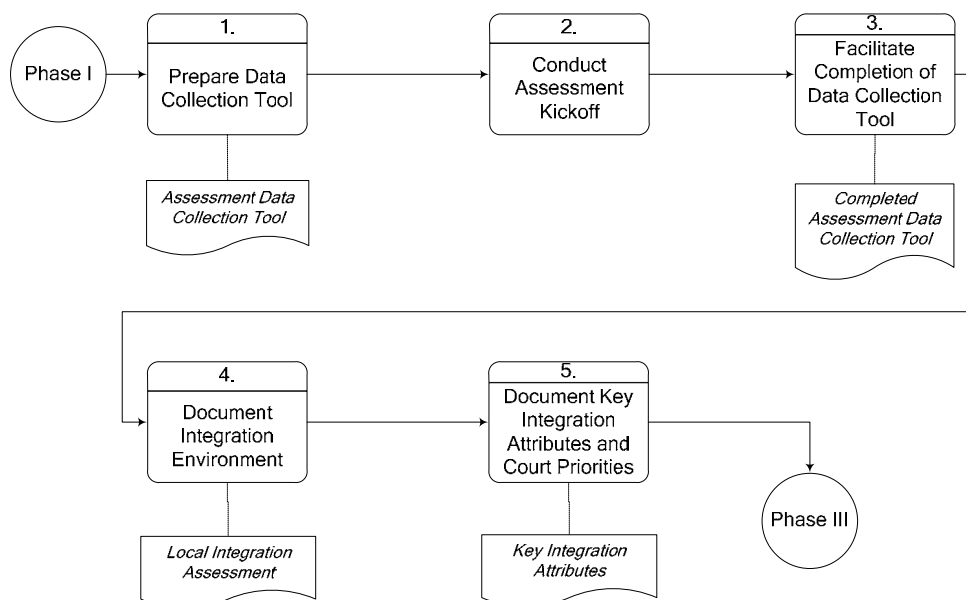 Phase I
1.
Prepare Data
Collection Tool
2.
Conduct
Assessment
Kickoff
3.
Facilitate
Completion of
Data Collection
Tool
Assessment Data
Collection Tool
Completed
Assessment Data
Collection Tool
4.
Document
Integration
Environment
5.
Document Key
Integration
Attributes and
Court Priorities
Phase III
Local Integration
Assessment
Key Integration
Attributes